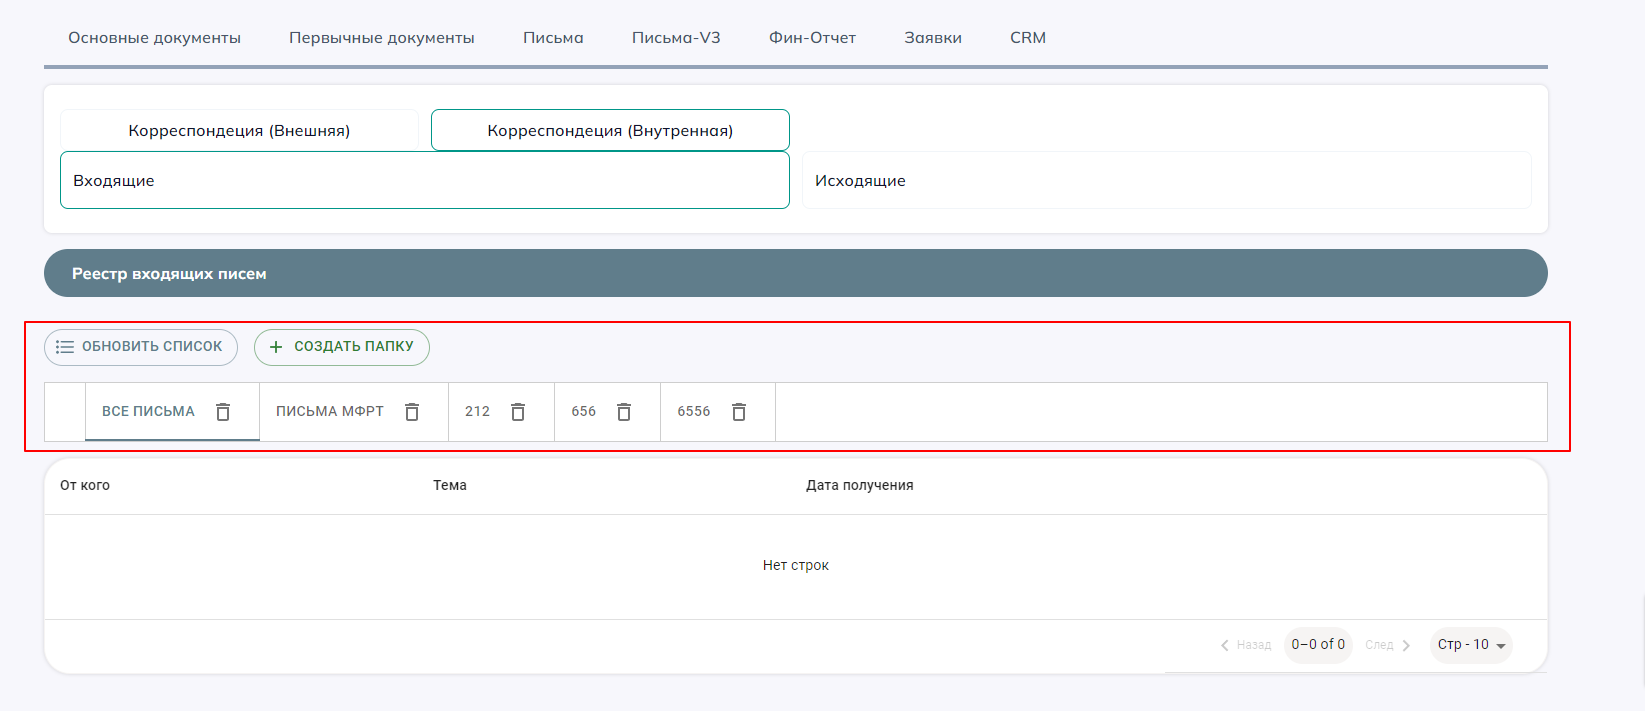 Основные документы Первычные документы Письма Письма-V3 Фин-Отчет Заявки CRM
Корреспондеция (Внешняя) Корреспондеция (Внутренная)
Входящие Исходящие
Реестр входящих писем
ОБНОВИТЬ СПИСОК СОЗДАТЬ ПАПКУ
ВСЕ ПИСЬМА ПИСЬМА МФРТ 212 656 6556
От кого Тема Дата получения
Нет строк
Назад 0–0 of 0 След Стр - 10